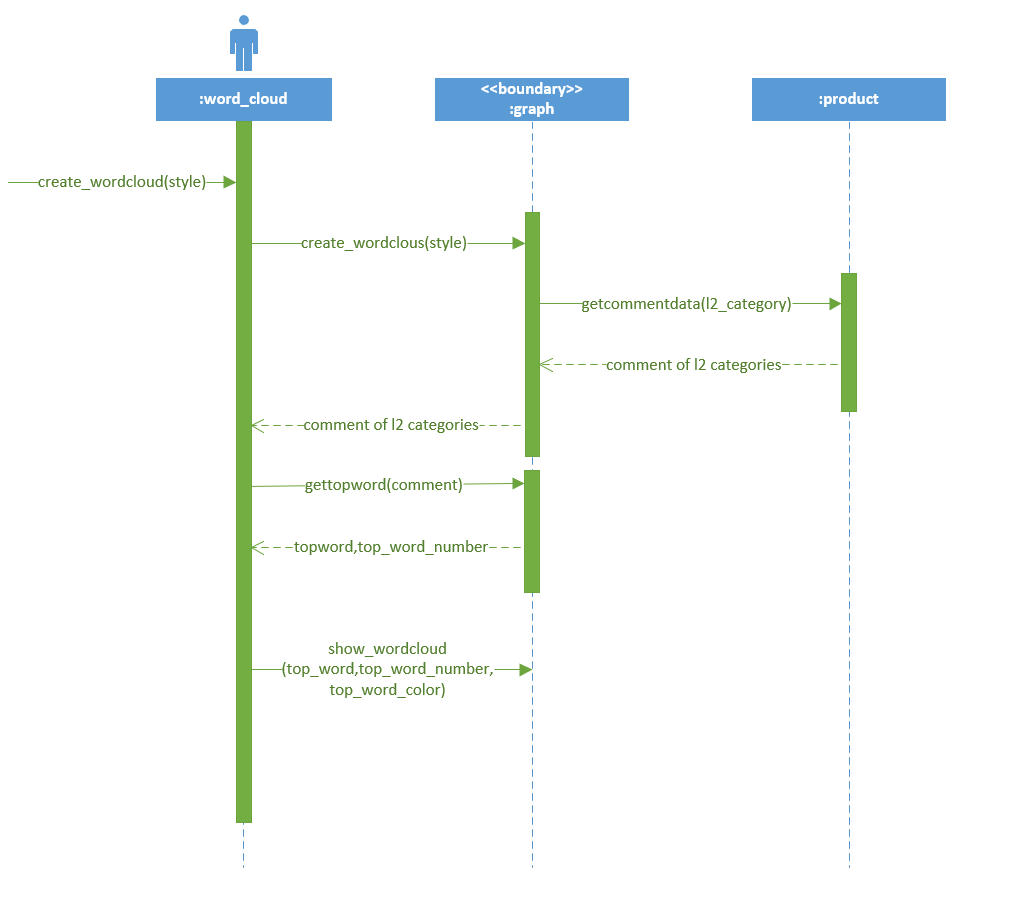 :word_cloud
<<boundary>>
:graph
:product
create_wordcloud(style)
create_wordclous(style)
getcommentdata(l2_category)
comment of l2 categories
comment of l2 categories
gettopword(comment)
topword,top_word_number
show_wordcloud
(top_word,top_word_number,
top_word_color)